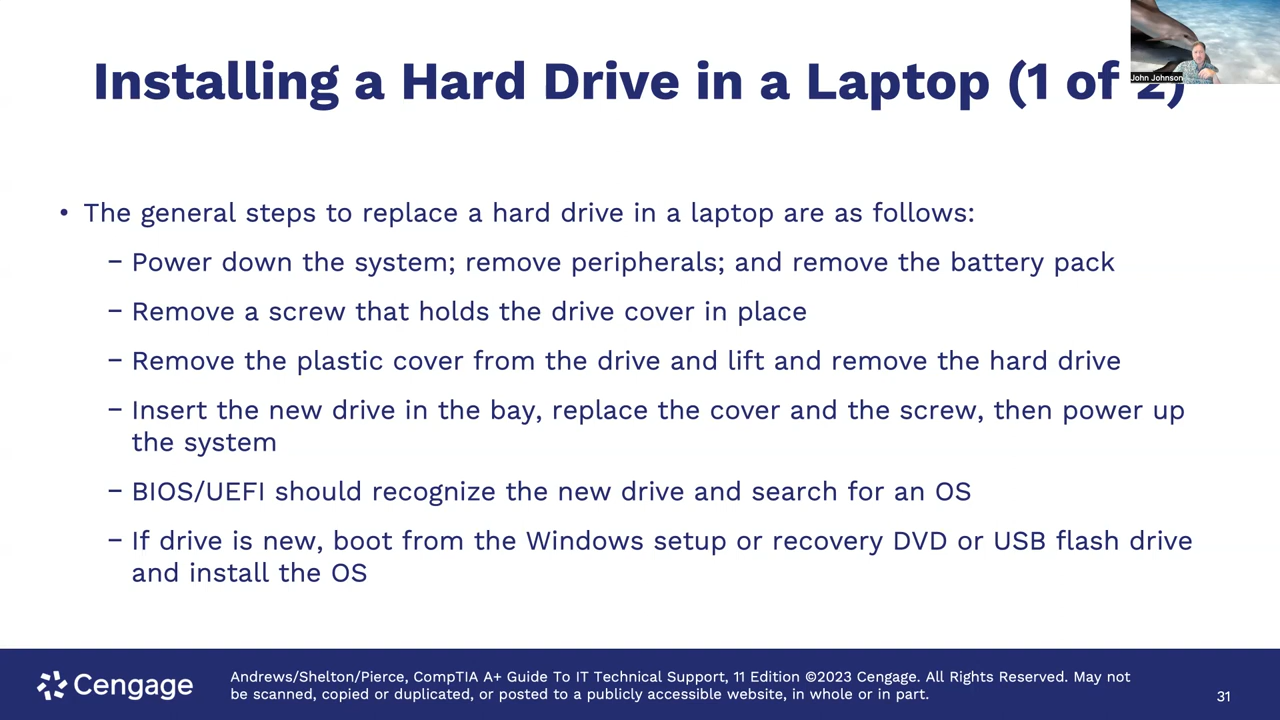 Installing a Hard Drive in a Laptop (1 of 2)
John Johnson
• The general steps to replace a hard drive in a laptop are as follows:
– Power down the system; remove peripherals; and remove the battery pack
– Remove a screw that holds the drive cover in place
– Remove the plastic cover from the drive and lift and remove the hard drive
– Insert the new drive in the bay, replace the cover and the screw, then power up
the system
– BIOS/UEFI should recognize the new drive and search for an OS
– If drive is new, boot from the Windows setup or recovery DVD or USB flash drive
and install the OS
Cengage
Andrews/Shelton/Pierce, CompTIA A+ Guide To IT Technical Support, 11 Edition ©2023 Cengage. All Rights Reserved. May not
be scanned, copied or duplicated, or posted to a publicly accessible website, in whole or in part.
31